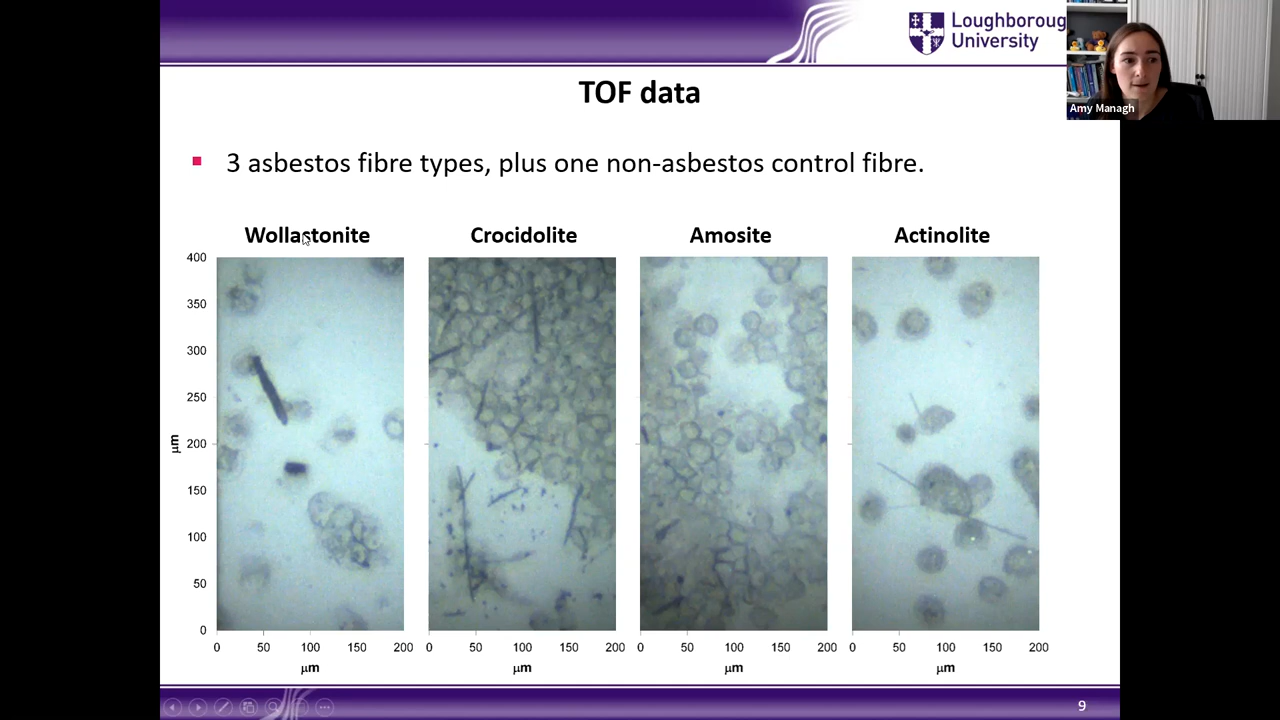 Loughboroug
University
Amy Managh
TOF data
3 asbestos fibre types, plus one non-asbestos control fibre.
Wollastonite Crocidolite Amosite Actinolite
400
350
300
250
200
150
100
50
0
µm
0 50 100 150 200 0 50 100 150 200 0 50 100 150 200 0 50 100 150 200
µm µm µm µm
9